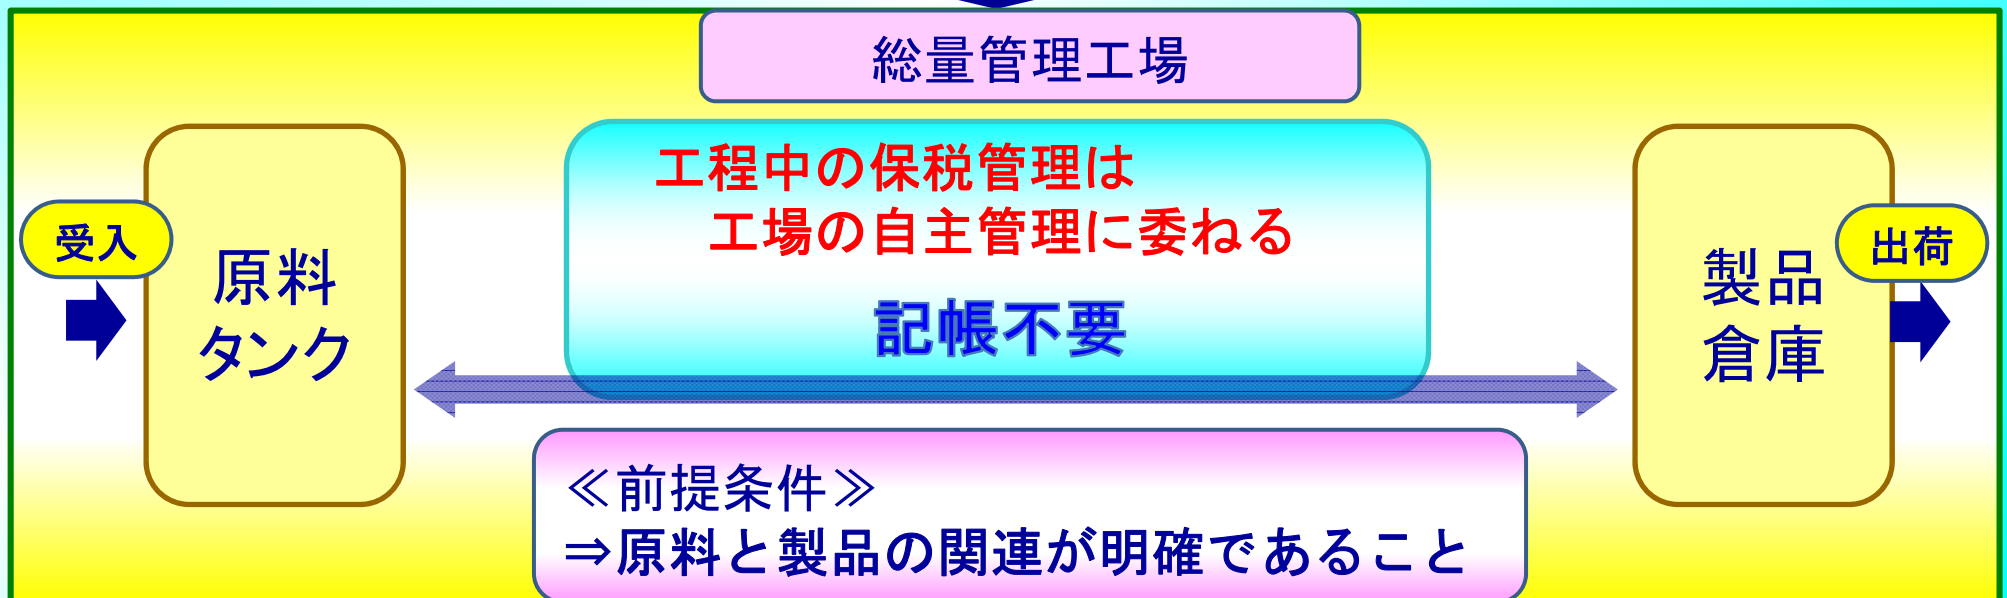 総量管理工場
工程中の保税管理は
工場の自主管理に委ねる
記帳不要
受入
原料
タンク
製品
倉庫
出荷
≪前提条件≫
⇒原料と製品の関連が明確であること